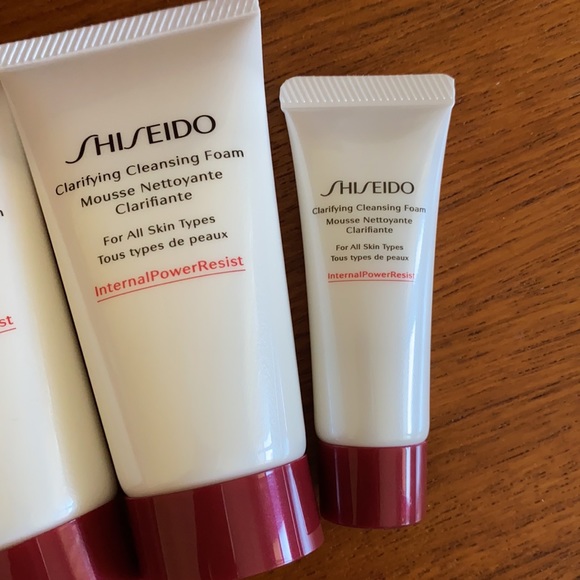 SHISEIDO
Clarifying Cleansing Foam
Mousse Nettoyante
Clarifiante
For All Skin Types
Tous types de peaux
InternalPowerResist
SHISEIDO
Clarifying Cleansing Foam
Mousse Nettoyante
Clarifiante
For All Skin Types
Tous types de peaux
InternalPowerResist